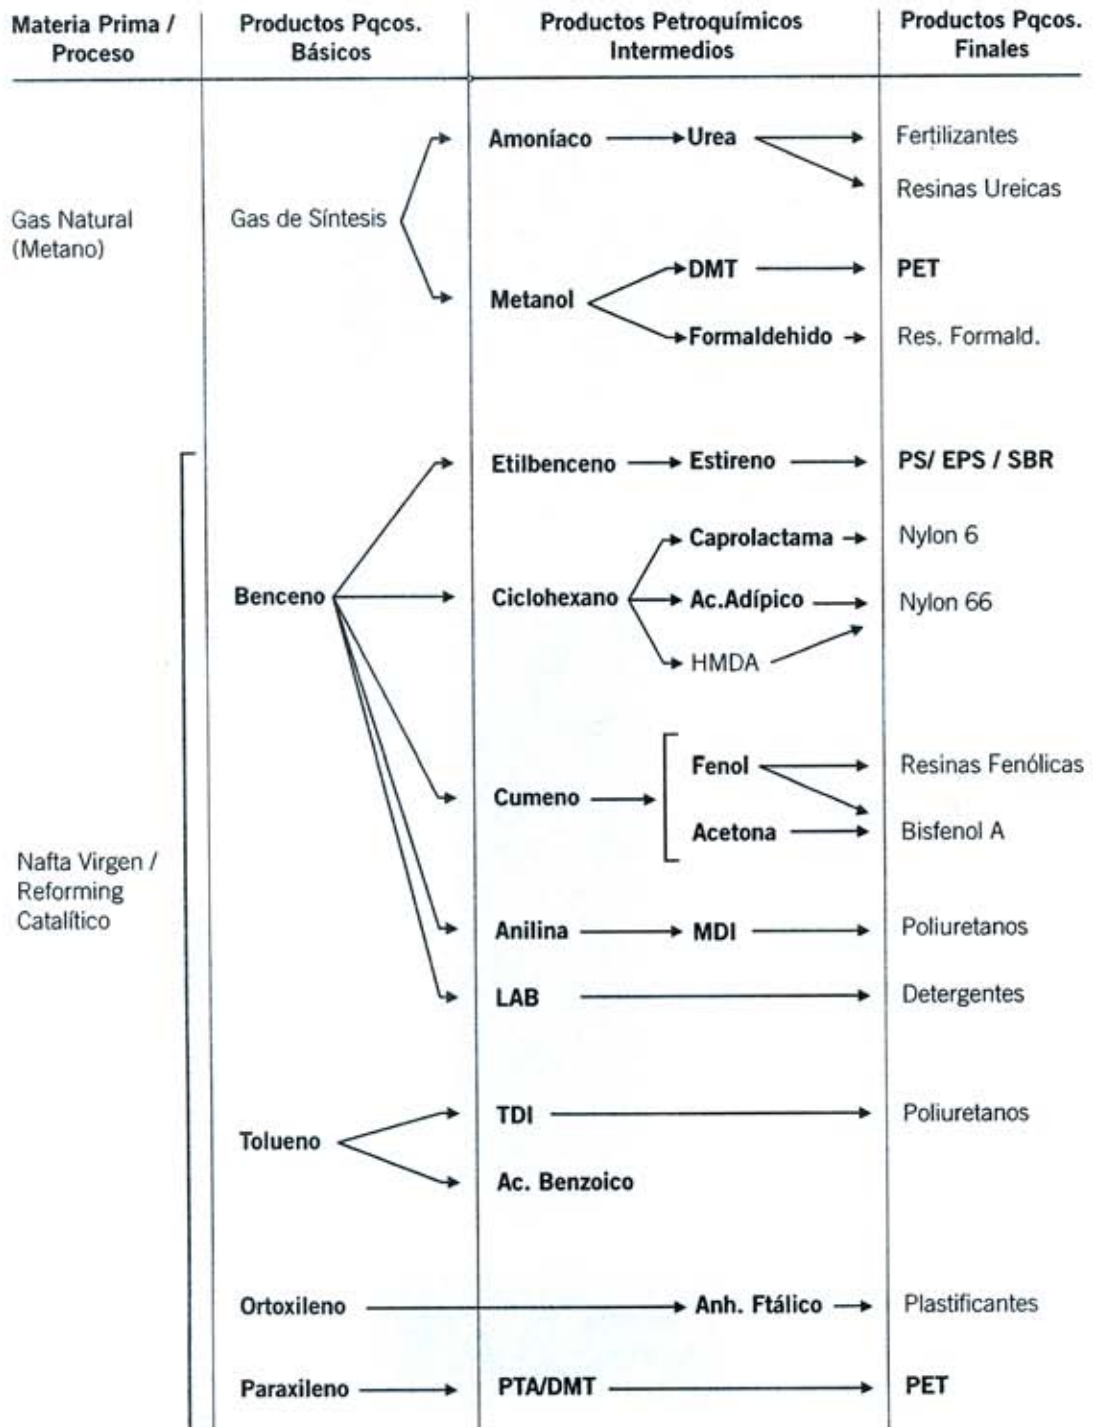 Materia Prima /
Proceso
Productos Pqcos.
Básicos
Productos Petroquímicos
Intermedios
Productos Pqcos.
Finales
Gas Natural
(Metano)
Gas de Síntesis
Amoníaco
Urea
Fertilizantes
Resinas Ureicas
Metanol
DMT
PET
Formaldehido
Res. Formald.
Nafta Virgen /
Reforming
Catalítico
Benceno
Etilbenceno
Estireno
PS/ EPS / SBR
Ciclohexano
Caprolactama
Nylon 6
Ac.Adípico
Nylon 66
HMDA
Cumeno
Fenol
Resinas Fenólicas
Acetona
Bisfenol A
Anilina
MDI
Poliuretanos
LAB
Detergentes
Tolueno
TDI
Poliuretanos
Ac. Benzoico
Ortoxileno
Anh. Ftálico
Plastificantes
Paraxileno
PTA/DMT
PET